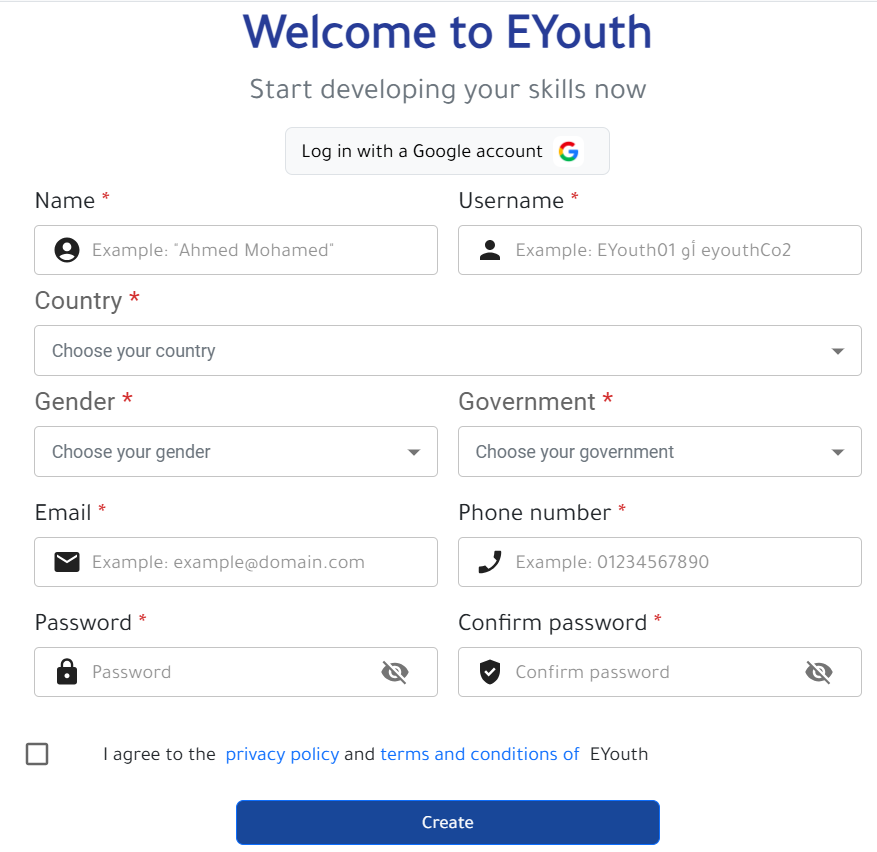 Welcome to EYouth
Start developing your skills now
Log in with a Google account
Name *
Username *
Example: "Ahmed Mohamed"
Example: EYouth01 أو eyouthCo2
Country *
Choose your country
Gender *
Government *
Choose your gender
Choose your government
Email *
Phone number *
Example: example@domain.com
Example: 01234567890
Password *
Confirm password *
Password
Confirm password
I agree to the privacy policy and terms and conditions of EYouth
Create